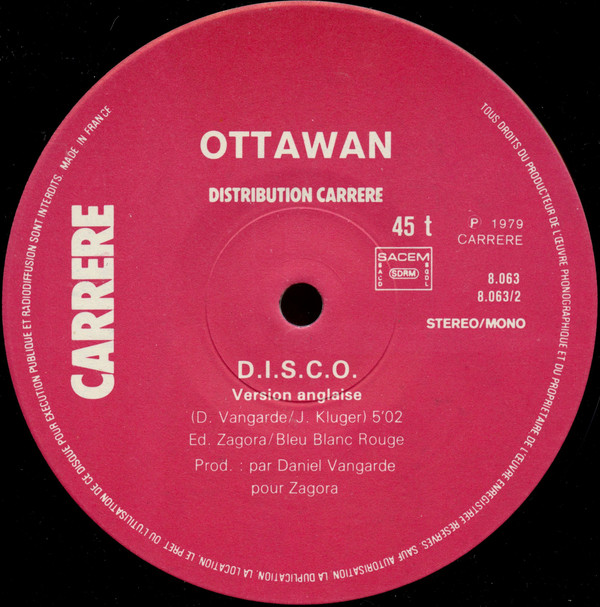 OTTAWAN
DISTRIBUTION CARRERE
CARRERE
45 t
P 1979
CARRERE
SACEM
SACD
SDRM
SGDL
8.063
8.063/2
STEREO/MONO
D.I.S.C.O.
Version anglaise
(D. Vangarde/J. Kluger) 5'02
Ed. Zagora/Bleu Blanc Rouge
Prod. : par Daniel Vangarde
pour Zagora
TOUS DROITS DU PRODUCTEUR DE L'ŒUVRE PHONOGRAPHIQUE ET DU PROPRIETAIRE DE L'ŒUVRE ENREGISTREE RESERVES. SAUF AUTORISATION, LA DUPLICATION, LA LOCATION, LE PRET OU L'UTILISATION DE CE DISQUE POUR EXECUTION PUBLIQUE ET RADIODIFFUSION SONT INTERDITS. MADE IN FRANCE